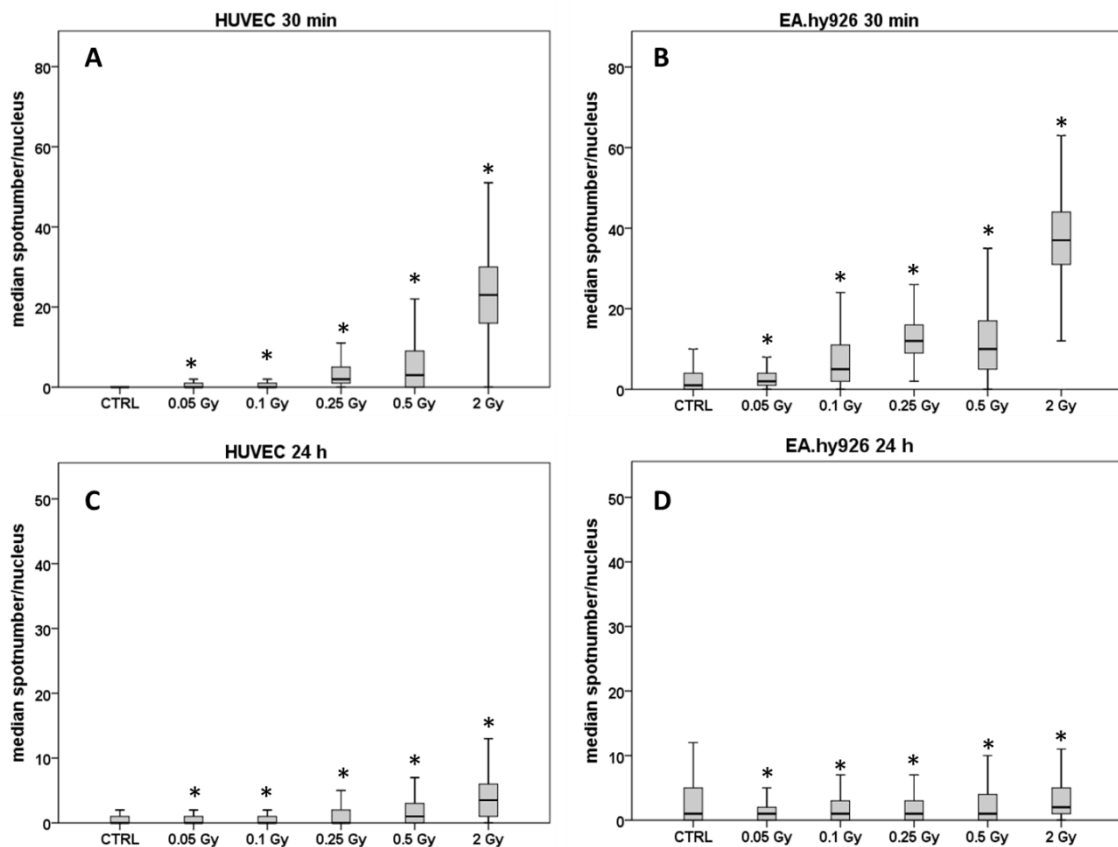 HUVEC 30 min
A
median spotnumber/nucleus
80
60
40
20
0
* * * * *
CTRL 0.05 Gy 0.1 Gy 0.25 Gy 0.5 Gy 2 Gy
EA.hy926 30 min
B
median spotnumber/nucleus
80
60
40
20
0
* * * * *
CTRL 0.05 Gy 0.1 Gy 0.25 Gy 0.5 Gy 2 Gy
HUVEC 24 h
C
median spotnumber/nucleus
50
40
30
20
10
0
* * * * *
CTRL 0.05 Gy 0.1 Gy 0.25 Gy 0.5 Gy 2 Gy
EA.hy926 24 h
D
median spotnumber/nucleus
50
40
30
20
10
0
* * * * *
CTRL 0.05 Gy 0.1 Gy 0.25 Gy 0.5 Gy 2 Gy